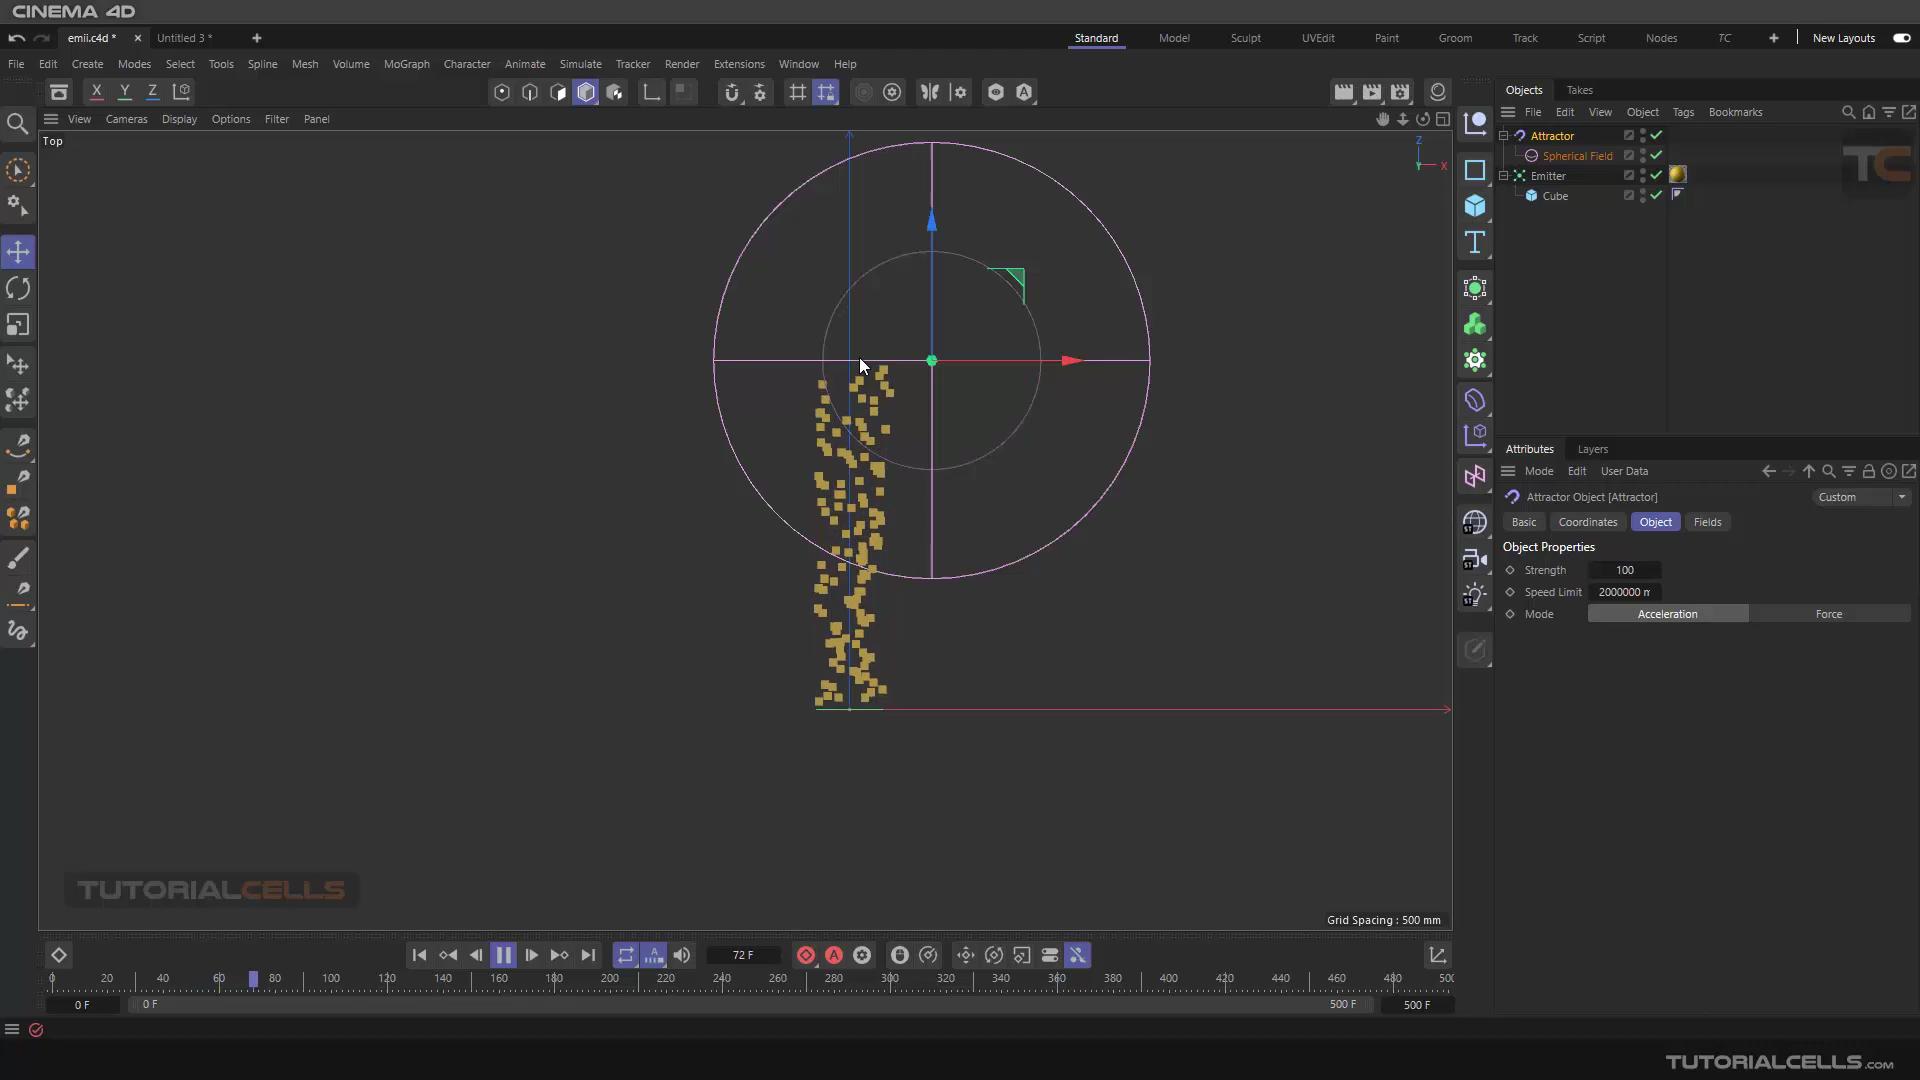 CINEMA 4D
emii.c4d * × Untitled 3 * +
Standard Model Sculpt UVEdit Paint Groom Track Script Nodes TC + New Layouts
File Edit Create Modes Select Tools Spline Mesh Volume MoGraph Character Animate Simulate Tracker Render Extensions Window Help
X Y Z
View Cameras Display Options Filter Panel
Top
Z
Y X
Objects Takes
File Edit View Object Tags Bookmarks
Attractor
Spherical Field
Emitter
Cube
TC
Attributes Layers
Mode Edit User Data
Attractor Object [Attractor] Custom
Basic Coordinates Object Fields
Object Properties
Strength 100
Speed Limit 2000000 m
Mode Acceleration Force
TUTORIALCELLS
Grid Spacing : 500 mm
72 F
0 20 40 60 80 100 120 140 160 180 200 220 240 260 280 300 320 340 360 380 400 420 440 460 480 500
0 F 0 F 500 F 500 F
TUTORIALCELLS.com